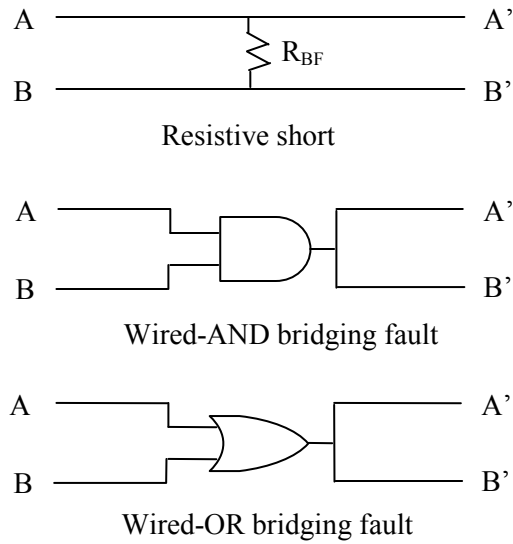 A A’
R_BF
B B’
Resistive short
A A’
B B’
Wired-AND bridging fault
A A’
B B’
Wired-OR bridging fault